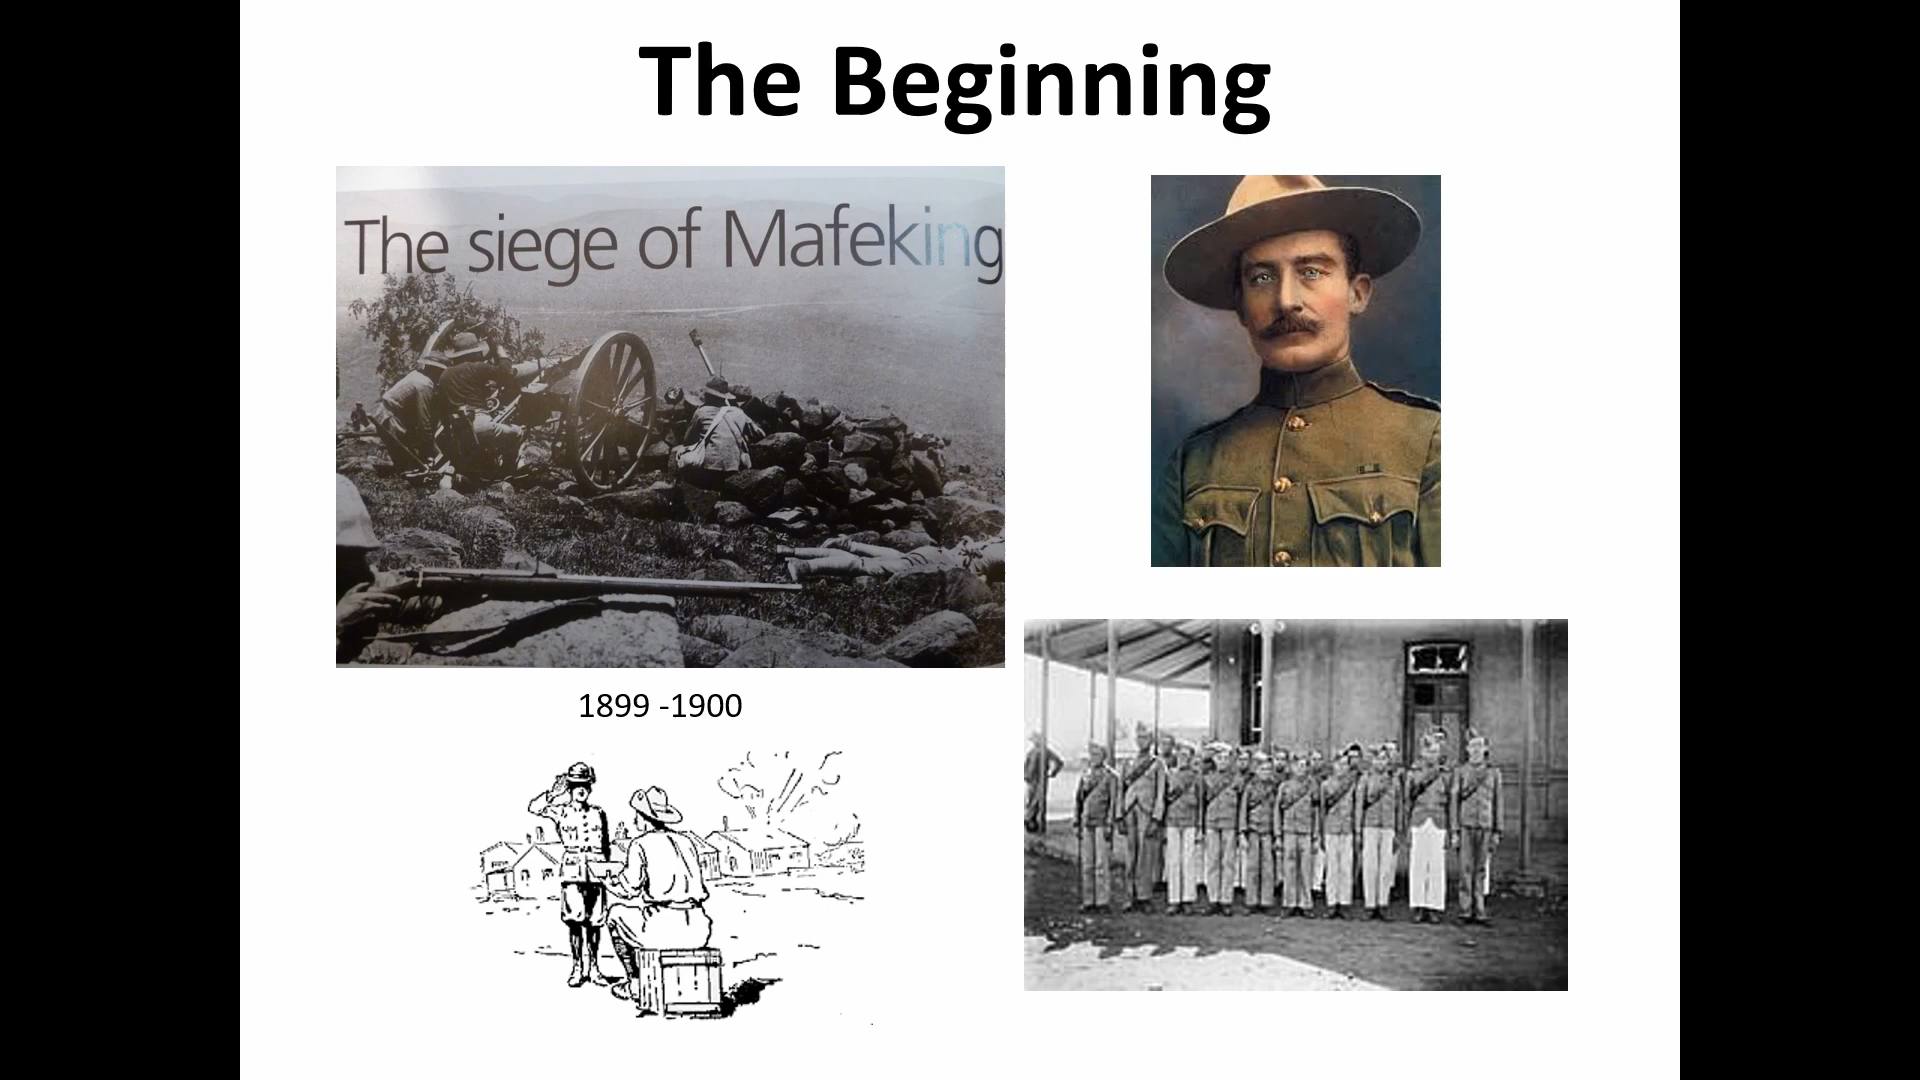 The Beginning
The siege of Mafeking
1899 -1900